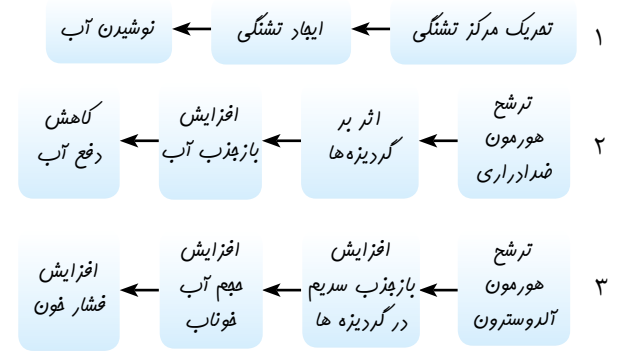 ۱
تحریک مرکز تشنگی
ایجاد تشنگی
نوشیدن آب
۲
ترشح
هورمون
ضدادراری
اثر بر
گردیزه‌ها
افزایش
بازجذب آب
کاهش
دفع آب
۳
ترشح
هورمون
آلدوسترون
افزایش
بازجذب سدیم
در گردیزه ها
افزایش
حجم آب
خوناب
افزایش
فشار خون